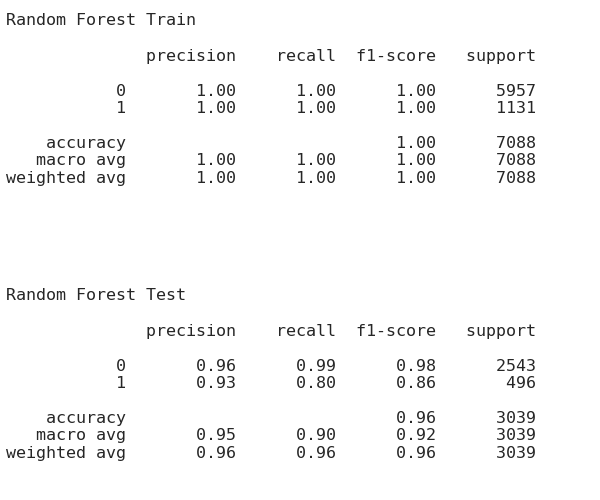 Random Forest Train
precision recall f1-score support
0 1.00 1.00 1.00 5957
1 1.00 1.00 1.00 1131
accuracy 1.00 7088
macro avg 1.00 1.00 1.00 7088
weighted avg 1.00 1.00 1.00 7088
Random Forest Test
precision recall f1-score support
0 0.96 0.99 0.98 2543
1 0.93 0.80 0.86 496
accuracy 0.96 3039
macro avg 0.95 0.90 0.92 3039
weighted avg 0.96 0.96 0.96 3039